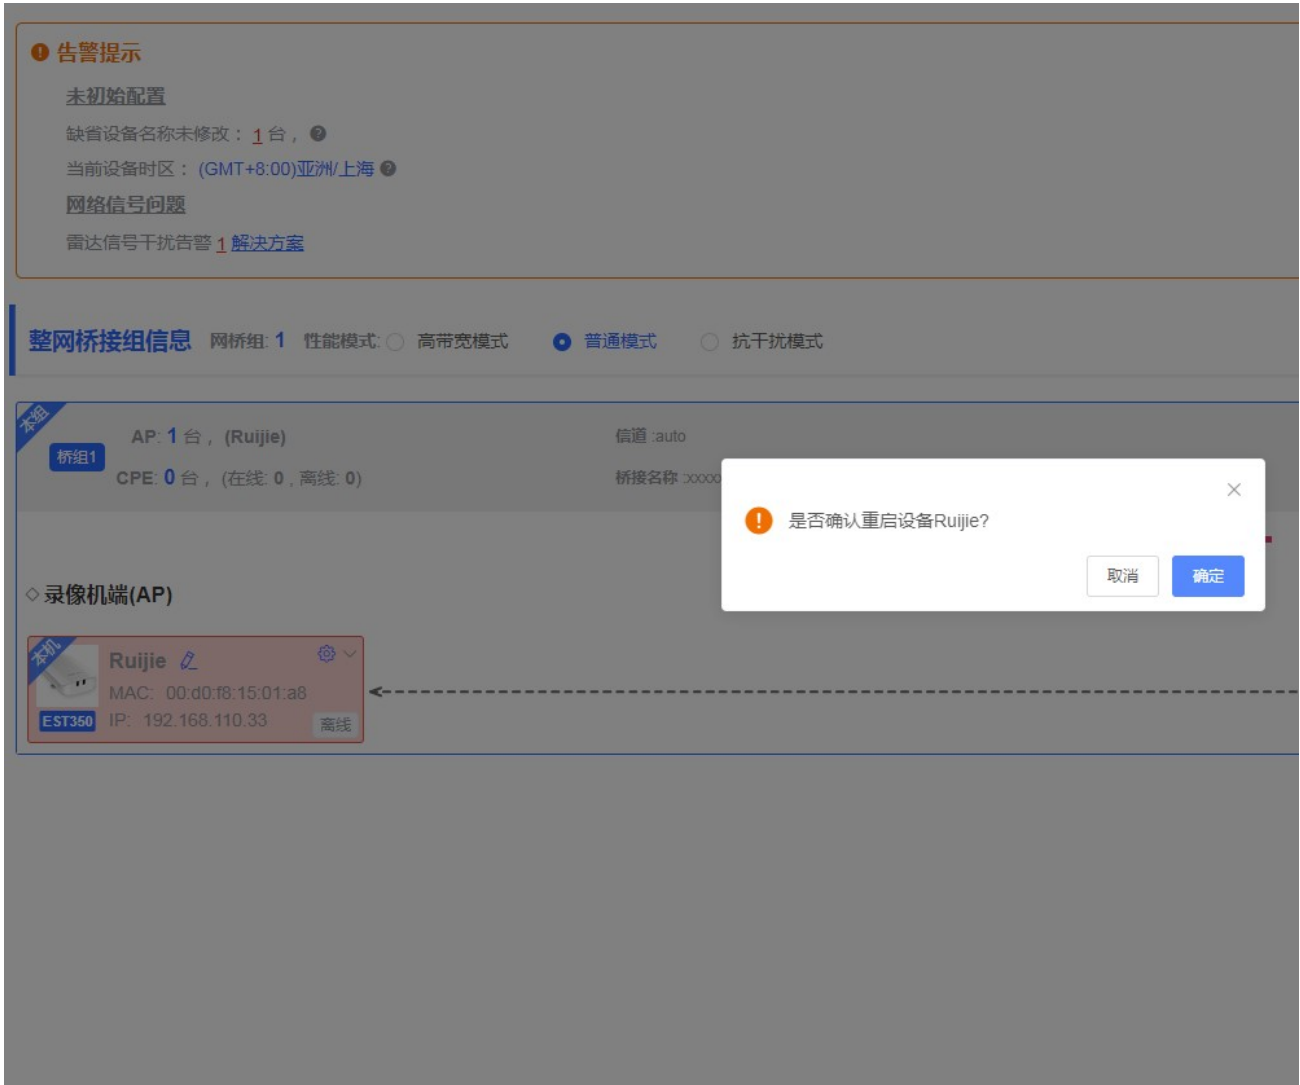 告警提示
未初始配置
缺省设备名称未修改： 1 台，
当前设备时区： (GMT+8:00)亚洲/上海
网络信号问题
雷达信号干扰告警 1 解决方案
整网桥接组信息 网桥组: 1 性能模式: 高带宽模式 普通模式 抗干扰模式
本组
桥组1
AP: 1 台， (Ruijie)
信道 :auto
CPE: 0 台， (在线: 0 , 离线: 0)
桥接名称 :xxxx
是否确认重启设备Ruijie?
取消 确定
录像机端(AP)
本机
Ruijie
MAC: 00:d0:f8:15:01:a8
EST350
IP: 192.168.110.33
离线